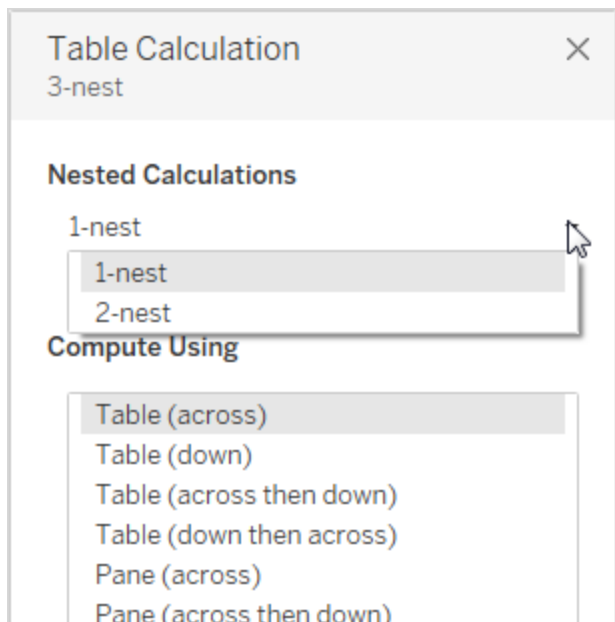 Table Calculation
3-nest
Nested Calculations
1-nest
1-nest
2-nest
Compute Using
Table (across)
Table (down)
Table (across then down)
Table (down then across)
Pane (across)
Pane (across then down)